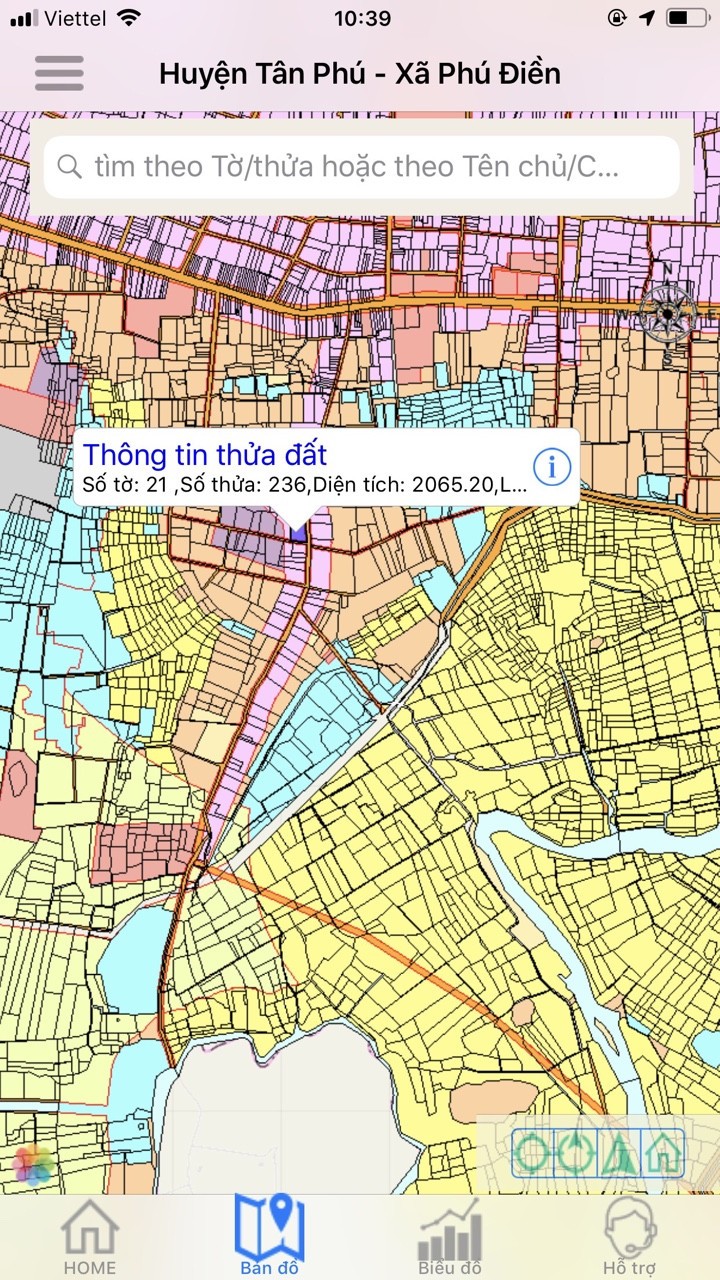 Viettel 10:39
Huyện Tân Phú - Xã Phú Điền
tìm theo Tờ/thửa hoặc theo Tên chủ/C...
N
W E
S
Thông tin thửa đất
Số tờ: 21 ,Số thửa: 236,Diện tích: 2065.20,L...
HOME Bản đồ Biểu đồ Hỗ trợ